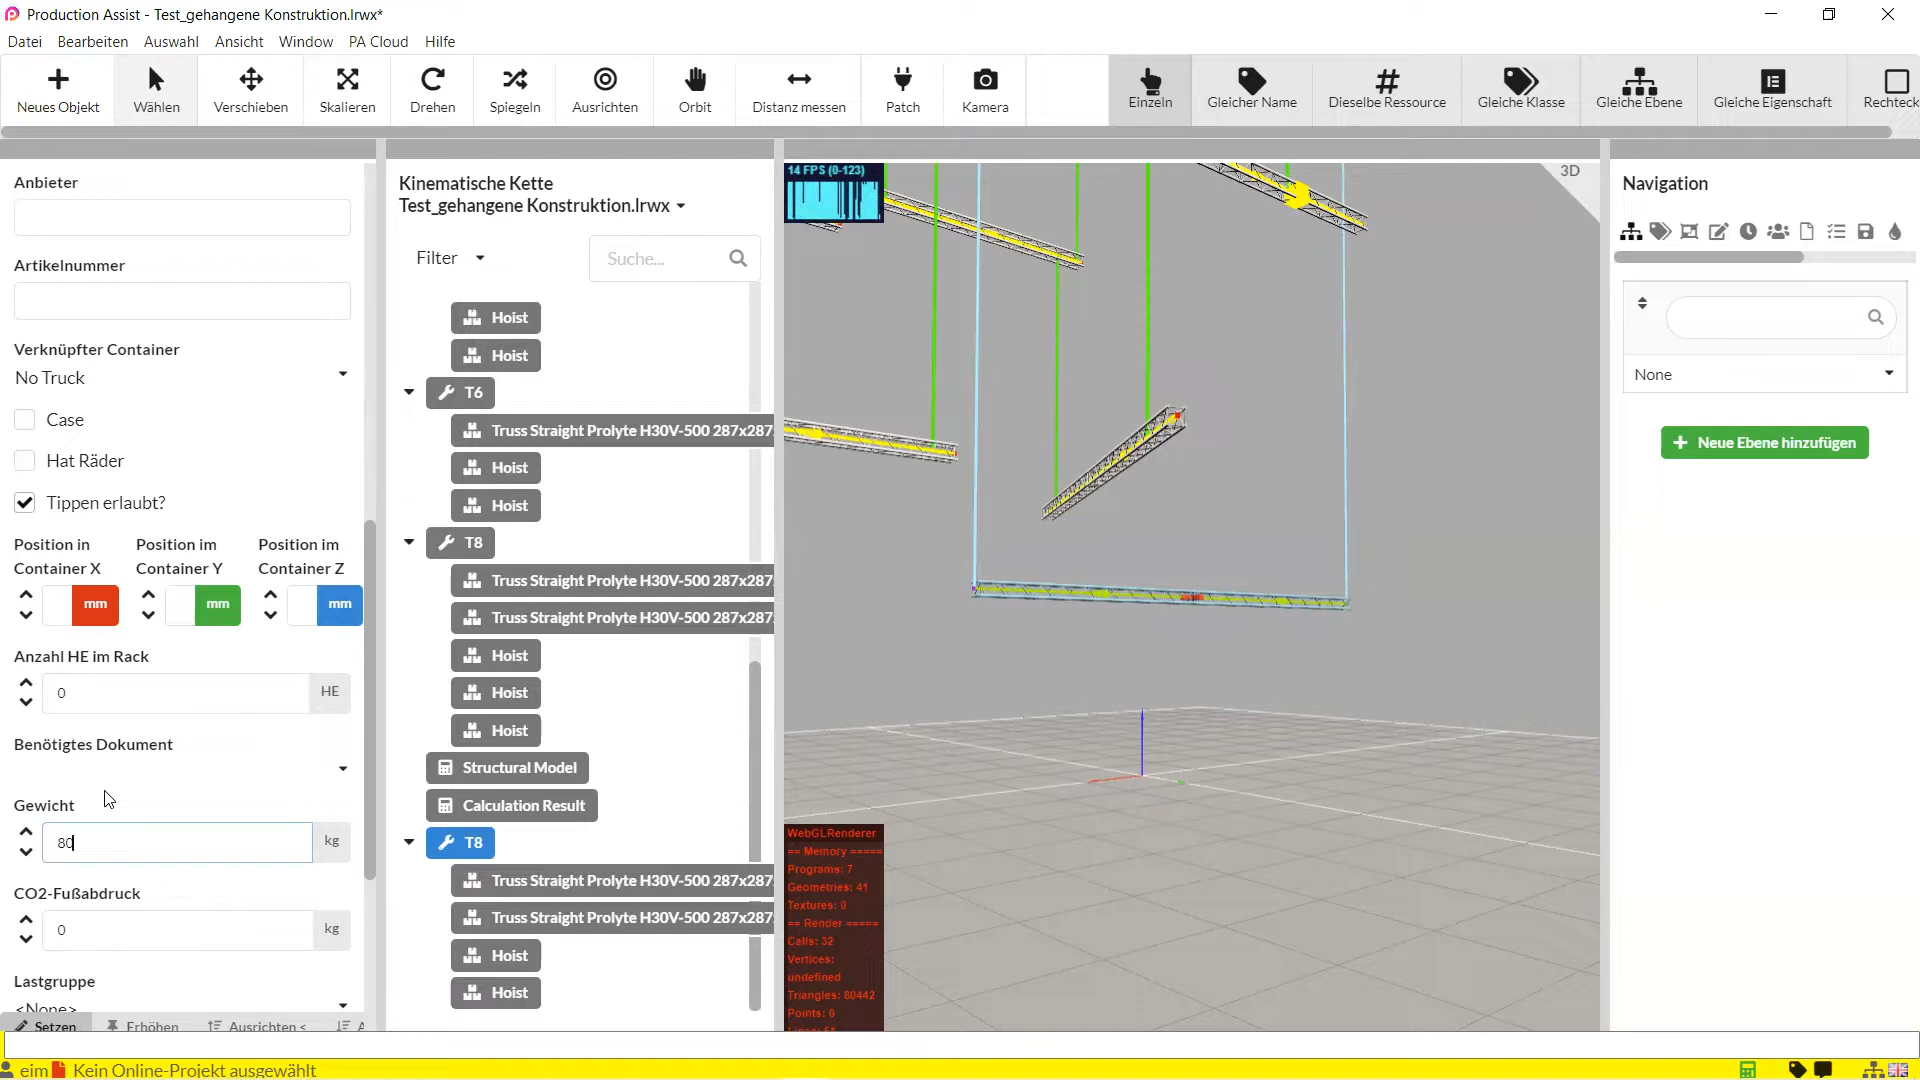 Production Assist - Test_gehangene Konstruktion.lrwx*
Datei Bearbeiten Auswahl Ansicht Window PA Cloud Hilfe
Neues Objekt Wählen Verschieben Skalieren Drehen Spiegeln Ausrichten Orbit Distanz messen Patch Kamera Einzeln Gleicher Name Dieselbe Ressource Gleiche Klasse Gleiche Ebene Gleiche Eigenschaft Rechteck
Anbieter
Artikelnummer
Verknüpfter Container
No Truck
Case
Hat Räder
Tippen erlaubt?
Position in Container X Position im Container Y Position im Container Z
mm mm mm
Anzahl HE im Rack
0 HE
Benötigtes Dokument
Gewicht
80 kg
CO2-Fußabdruck
0 kg
Lastgruppe
<None>
Setzen Erhöhen Ausrichten < A
Kinematische Kette
Test_gehangene Konstruktion.lrwx
Filter Suche...
Hoist
Hoist
T6
Truss Straight Prolyte H30V-500 287x287
Hoist
Hoist
T8
Truss Straight Prolyte H30V-500 287x287
Truss Straight Prolyte H30V-500 287x287
Hoist
Hoist
Hoist
Structural Model
Calculation Result
T8
Truss Straight Prolyte H30V-500 287x287
Truss Straight Prolyte H30V-500 287x287
Hoist
Hoist
14 FPS (0-123)
3D
WebGLRenderer
== Memory =====
Programs: 7
Geometries: 41
Textures: 0
== Render =====
Calls: 32
Vertices:
undefined
Triangles: 80442
Points: 0
Navigation
None
Neue Ebene hinzufügen
eim Kein Online-Projekt ausgewählt